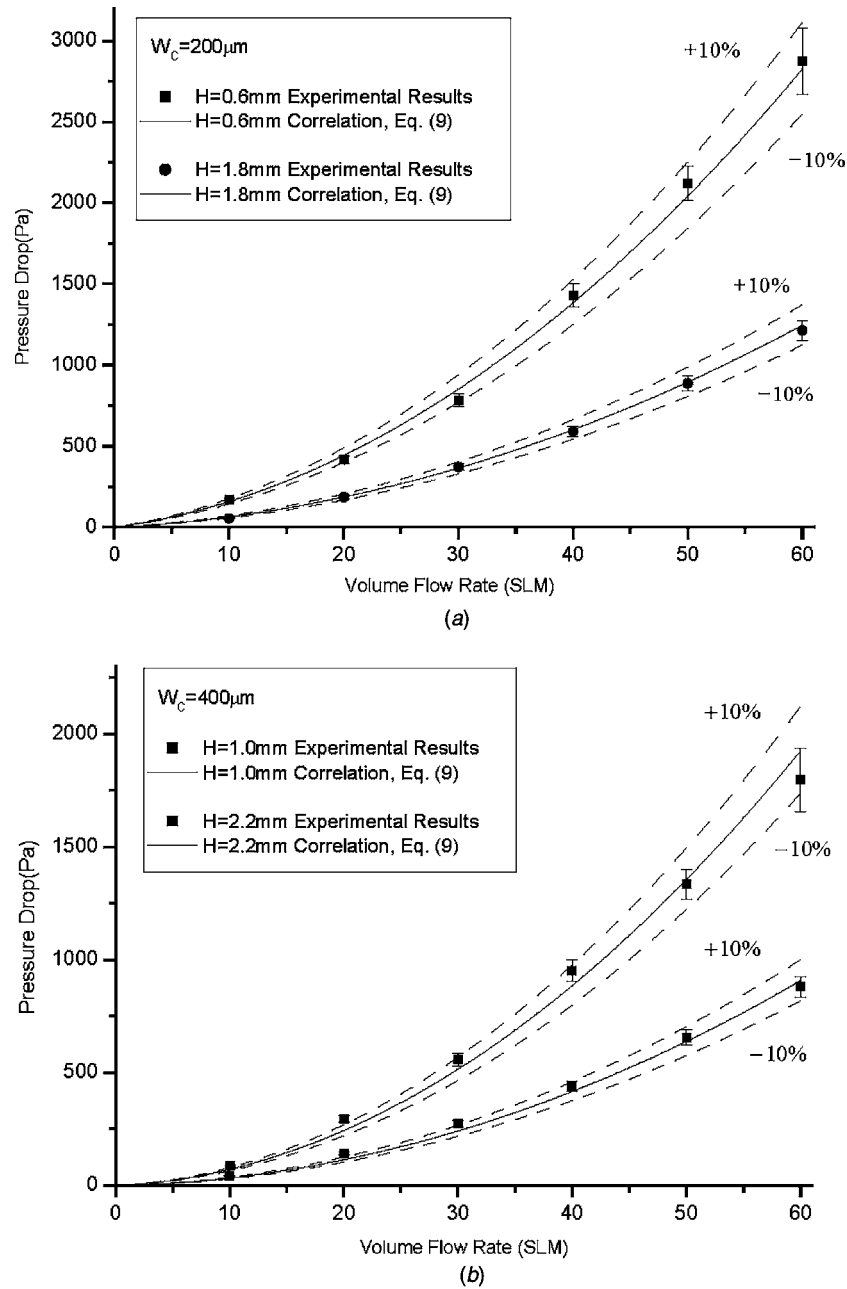 W_C=200μm
H=0.6mm Experimental Results
H=0.6mm Correlation, Eq. (9)
H=1.8mm Experimental Results
H=1.8mm Correlation, Eq. (9)
+10%
−10%
+10%
−10%
Pressure Drop(Pa)
3000
2500
2000
1500
1000
500
0
0 10 20 30 40 50 60
Volume Flow Rate (SLM)
(a)
W_C=400μm
H=1.0mm Experimental Results
H=1.0mm Correlation, Eq. (9)
H=2.2mm Experimental Results
H=2.2mm Correlation, Eq. (9)
+10%
−10%
+10%
−10%
Pressure Drop(Pa)
2000
1500
1000
500
0
0 10 20 30 40 50 60
Volume Flow Rate (SLM)
(b)